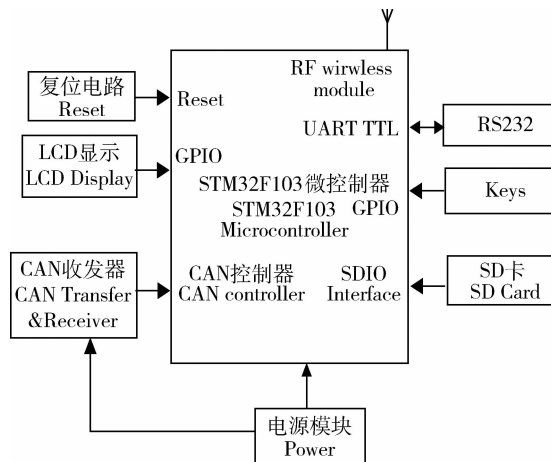 RF wirwless
module
复位电路
Reset
Reset
UART TTL
RS232
LCD显示
LCD Display
GPIO
STM32F103微控制器
STM32F103
GPIO
Microcontroller
Keys
CAN收发器
CAN Transfer
&Receiver
CAN控制器
CAN controller
SDIO
Interface
SD卡
SD Card
电源模块
Power